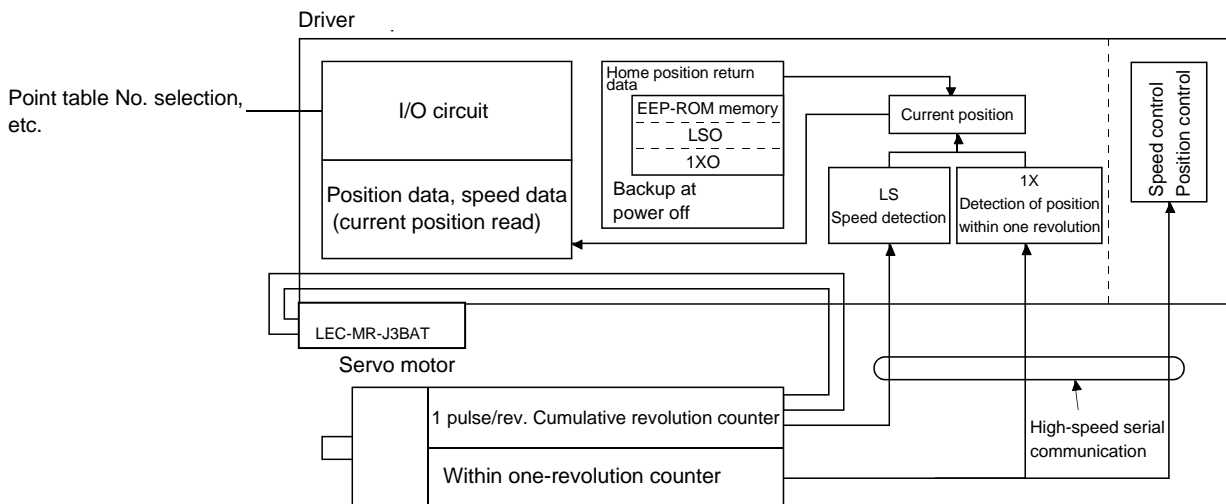 Driver
Point table No. selection,
etc.
I/O circuit
Position data, speed data
(current position read)
Home position return
data
EEP-ROM memory
LSO
1XO
Backup at
power off
Current position
LS
Speed detection
1X
Detection of position
within one revolution
Speed control
Position control
LEC-MR-J3BAT
Servo motor
1 pulse/rev. Cumulative revolution counter
Within one-revolution counter
High-speed serial
communication